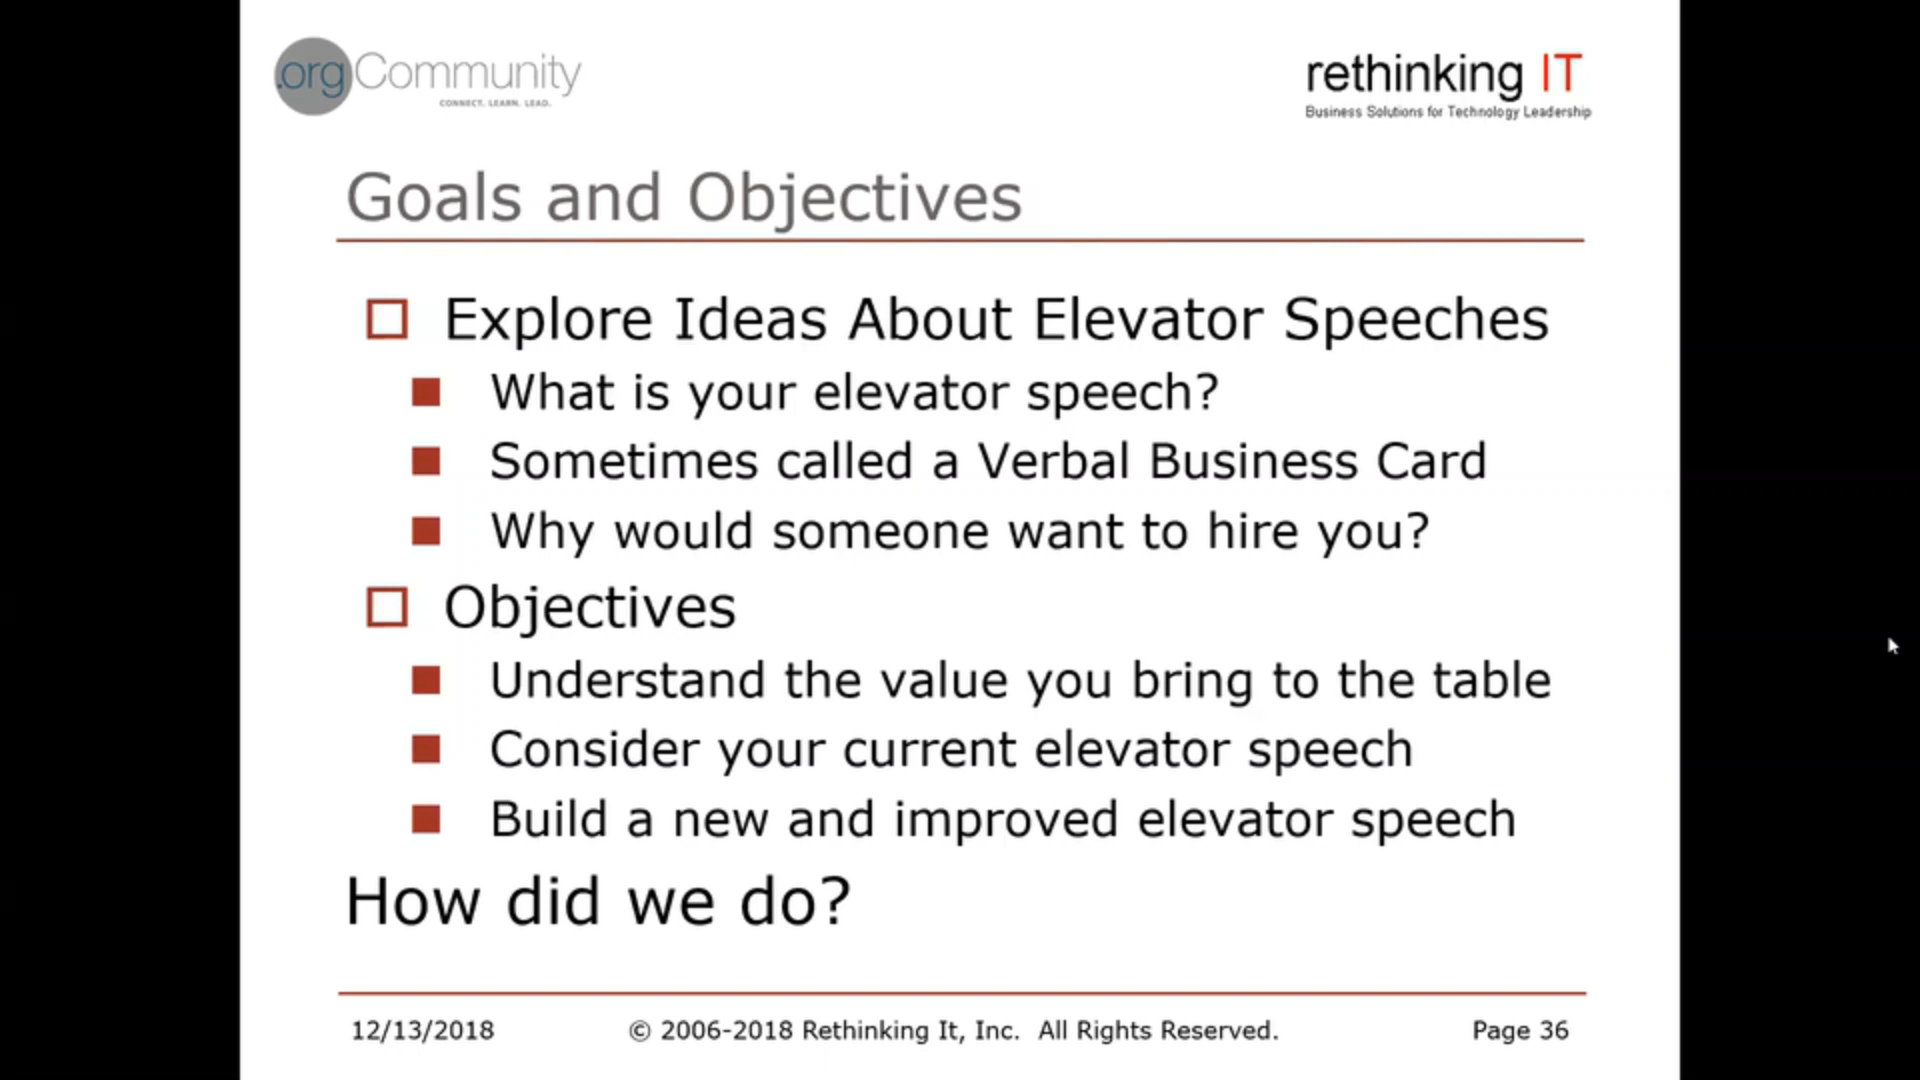 .orgCommunity
CONNECT. LEARN. LEAD.
rethinking IT
Business Solutions for Technology Leadership
Goals and Objectives
Explore Ideas About Elevator Speeches
What is your elevator speech?
Sometimes called a Verbal Business Card
Why would someone want to hire you?
Objectives
Understand the value you bring to the table
Consider your current elevator speech
Build a new and improved elevator speech
How did we do?
12/13/2018 © 2006-2018 Rethinking It, Inc. All Rights Reserved. Page 36